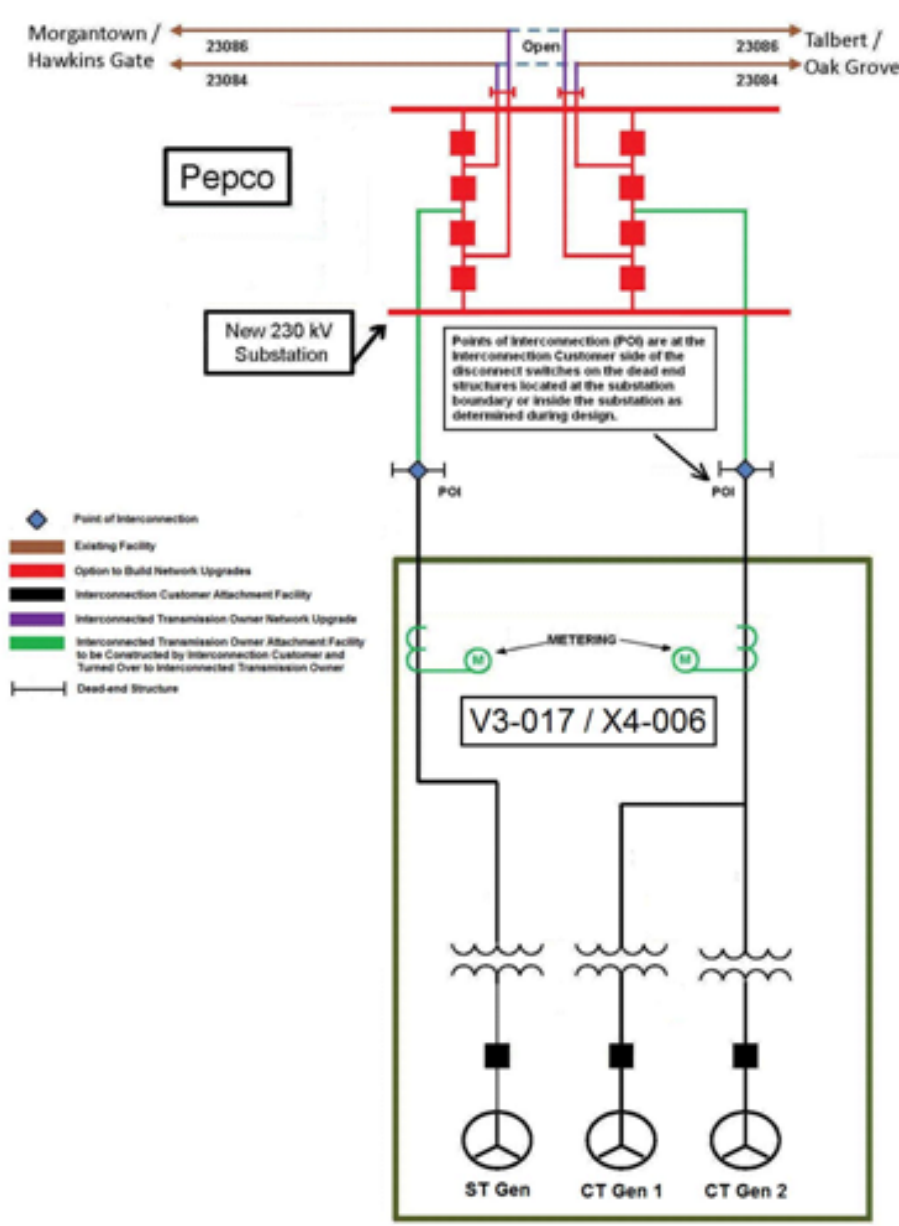 Morgantown /
Hawkins Gate
23086
23084
Open
23086
23084
Talbert /
Oak Grove
Pepco
New 230 kV
Substation
Points of Interconnection (POI) are at the
Interconnection Customer side of the
disconnect switches on the dead end
structures located at the substation
boundary or inside the substation as
determined during design.
POI
POI
Point of Interconnection
Existing Facility
Option to Build Network Upgrades
Interconnection Customer Attachment Facility
Interconnected Transmission Owner Network Upgrade
Interconnected Transmission Owner Attachment Facility
to be Constructed by Interconnection Customer and
Turned Over to Interconnected Transmission Owner
Dead-end Structure
METERING
M
M
V3-017 / X4-006
ST Gen
CT Gen 1
CT Gen 2